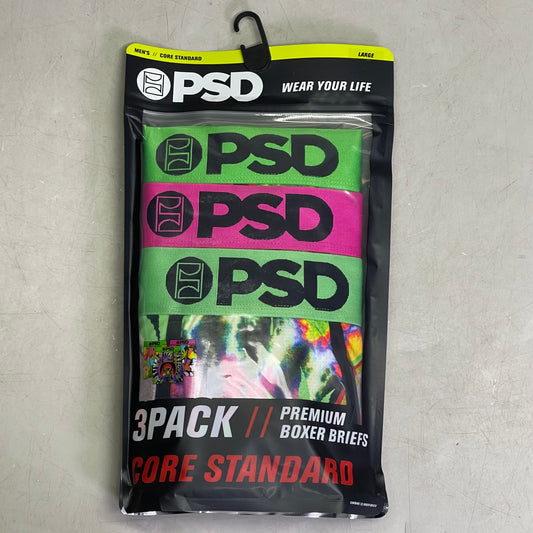 MEN'S // CORE STANDARD
LARGE
PSD
WEAR YOUR LIFE
PSD
PSD
PSD
3PACK // PREMIUM
BOXER BRIEFS
CORE STANDARD